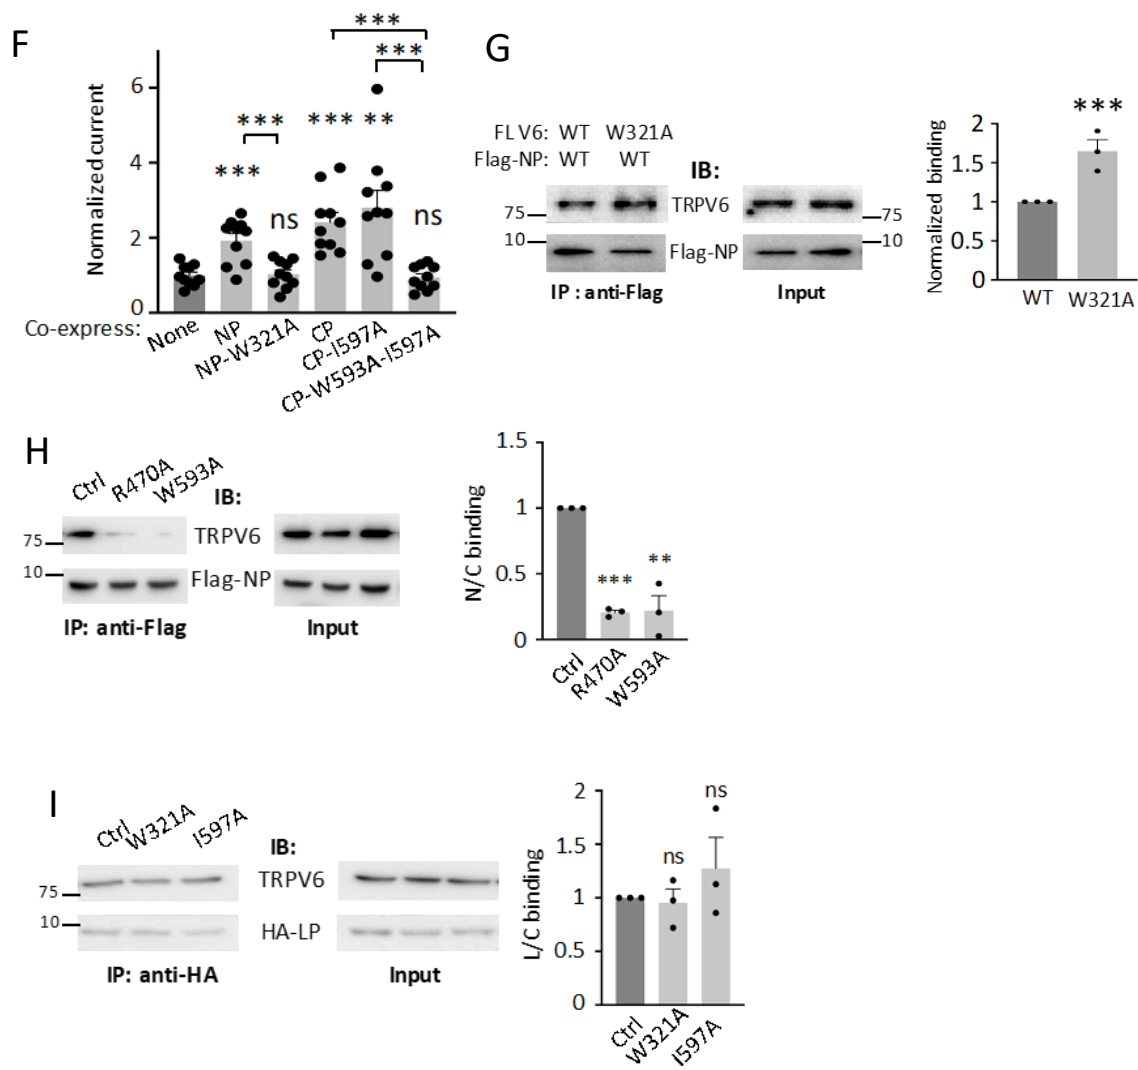 F
Normalized current
6
4
2
0
***
***
***
***
ns
***
**
ns
Co-express:
None
NP
NP-W321A
CP
CP-I597A
CP-W593A-I597A
G
FL V6: WT W321A
Flag-NP: WT WT
IB:
75
TRPV6
75
10
Flag-NP
10
IP : anti-Flag
Input
Normalized binding
2
1.5
1
0.5
0
***
WT
W321A
H
Ctrl
R470A
W593A
IB:
75
TRPV6
10
Flag-NP
IP: anti-Flag
Input
N/C binding
1.5
1
0.5
0
***
**
Ctrl
R470A
W593A
I
Ctrl
W321A
I597A
IB:
75
TRPV6
10
HA-LP
IP: anti-HA
Input
L/C binding
2
1.5
1
0.5
0
ns
ns
Ctrl
W321A
I597A